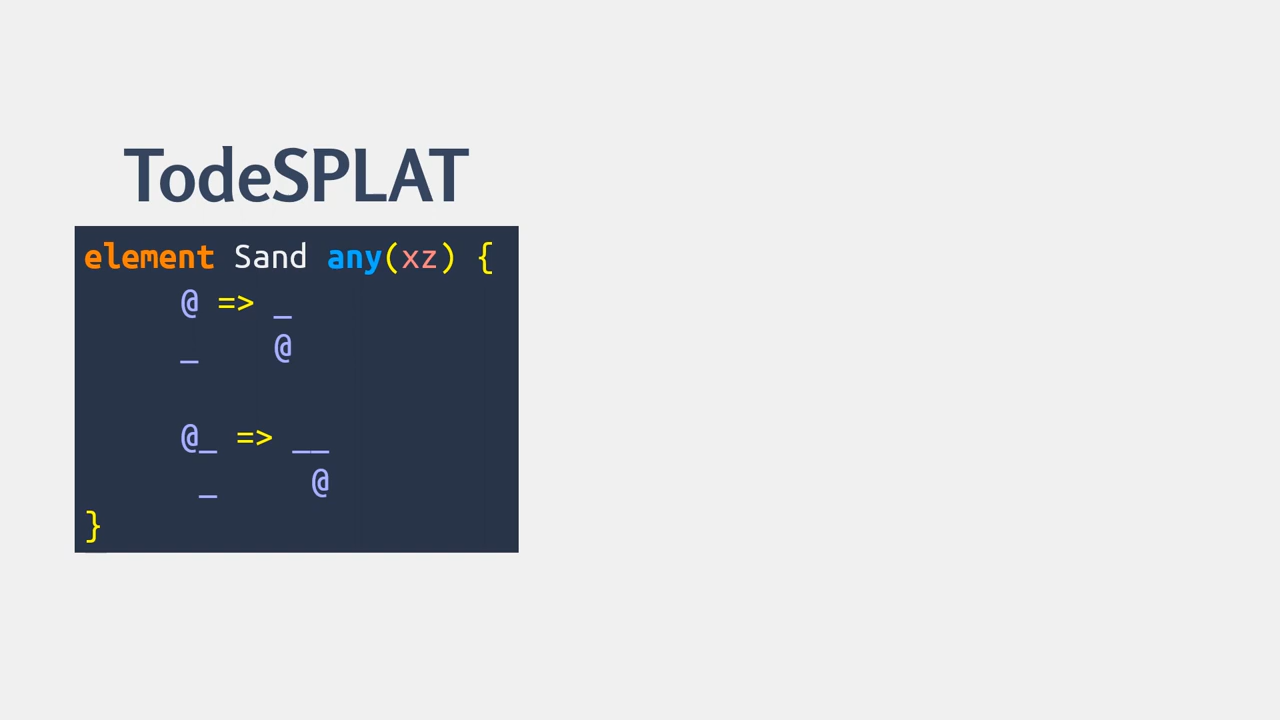 TodeSPLAT
element Sand any(xz) {
     @ => _
     _    @
     @_ => __
      _     @
}